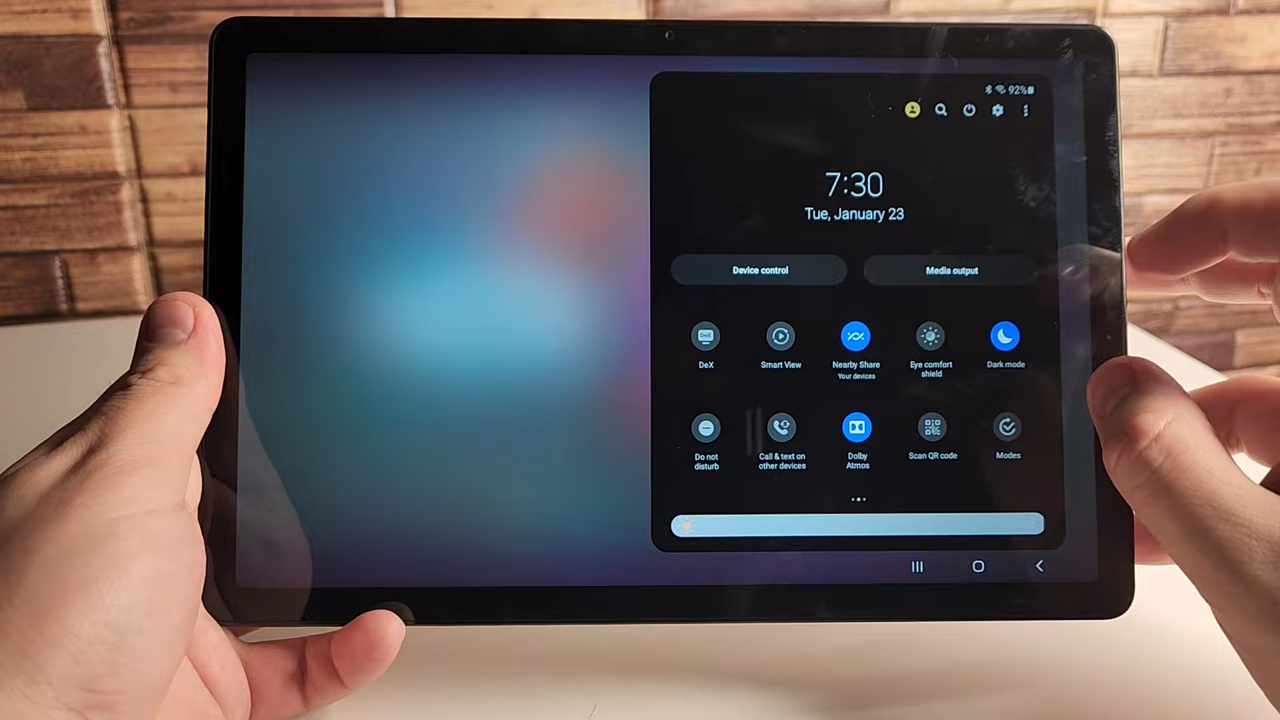 92%
7:30
Tue, January 23
Device control
Media output
DeX
DeX
Smart View
Nearby Share
Your devices
Eye comfort
shield
Dark mode
Do not
disturb
Call & text on
other devices
Dolby
Atmos
Scan QR code
Modes